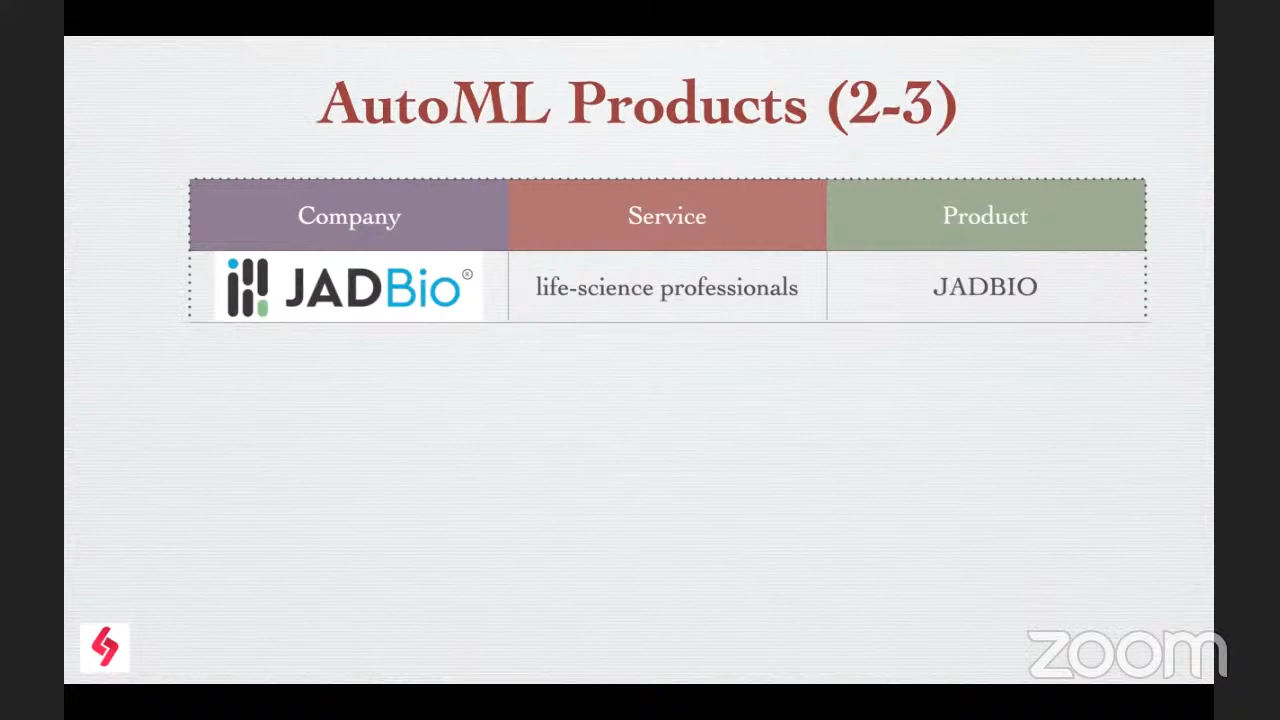 AutoML Products (2-3)
Company Service Product
JADBio® life-science professionals JADBIO
zoom